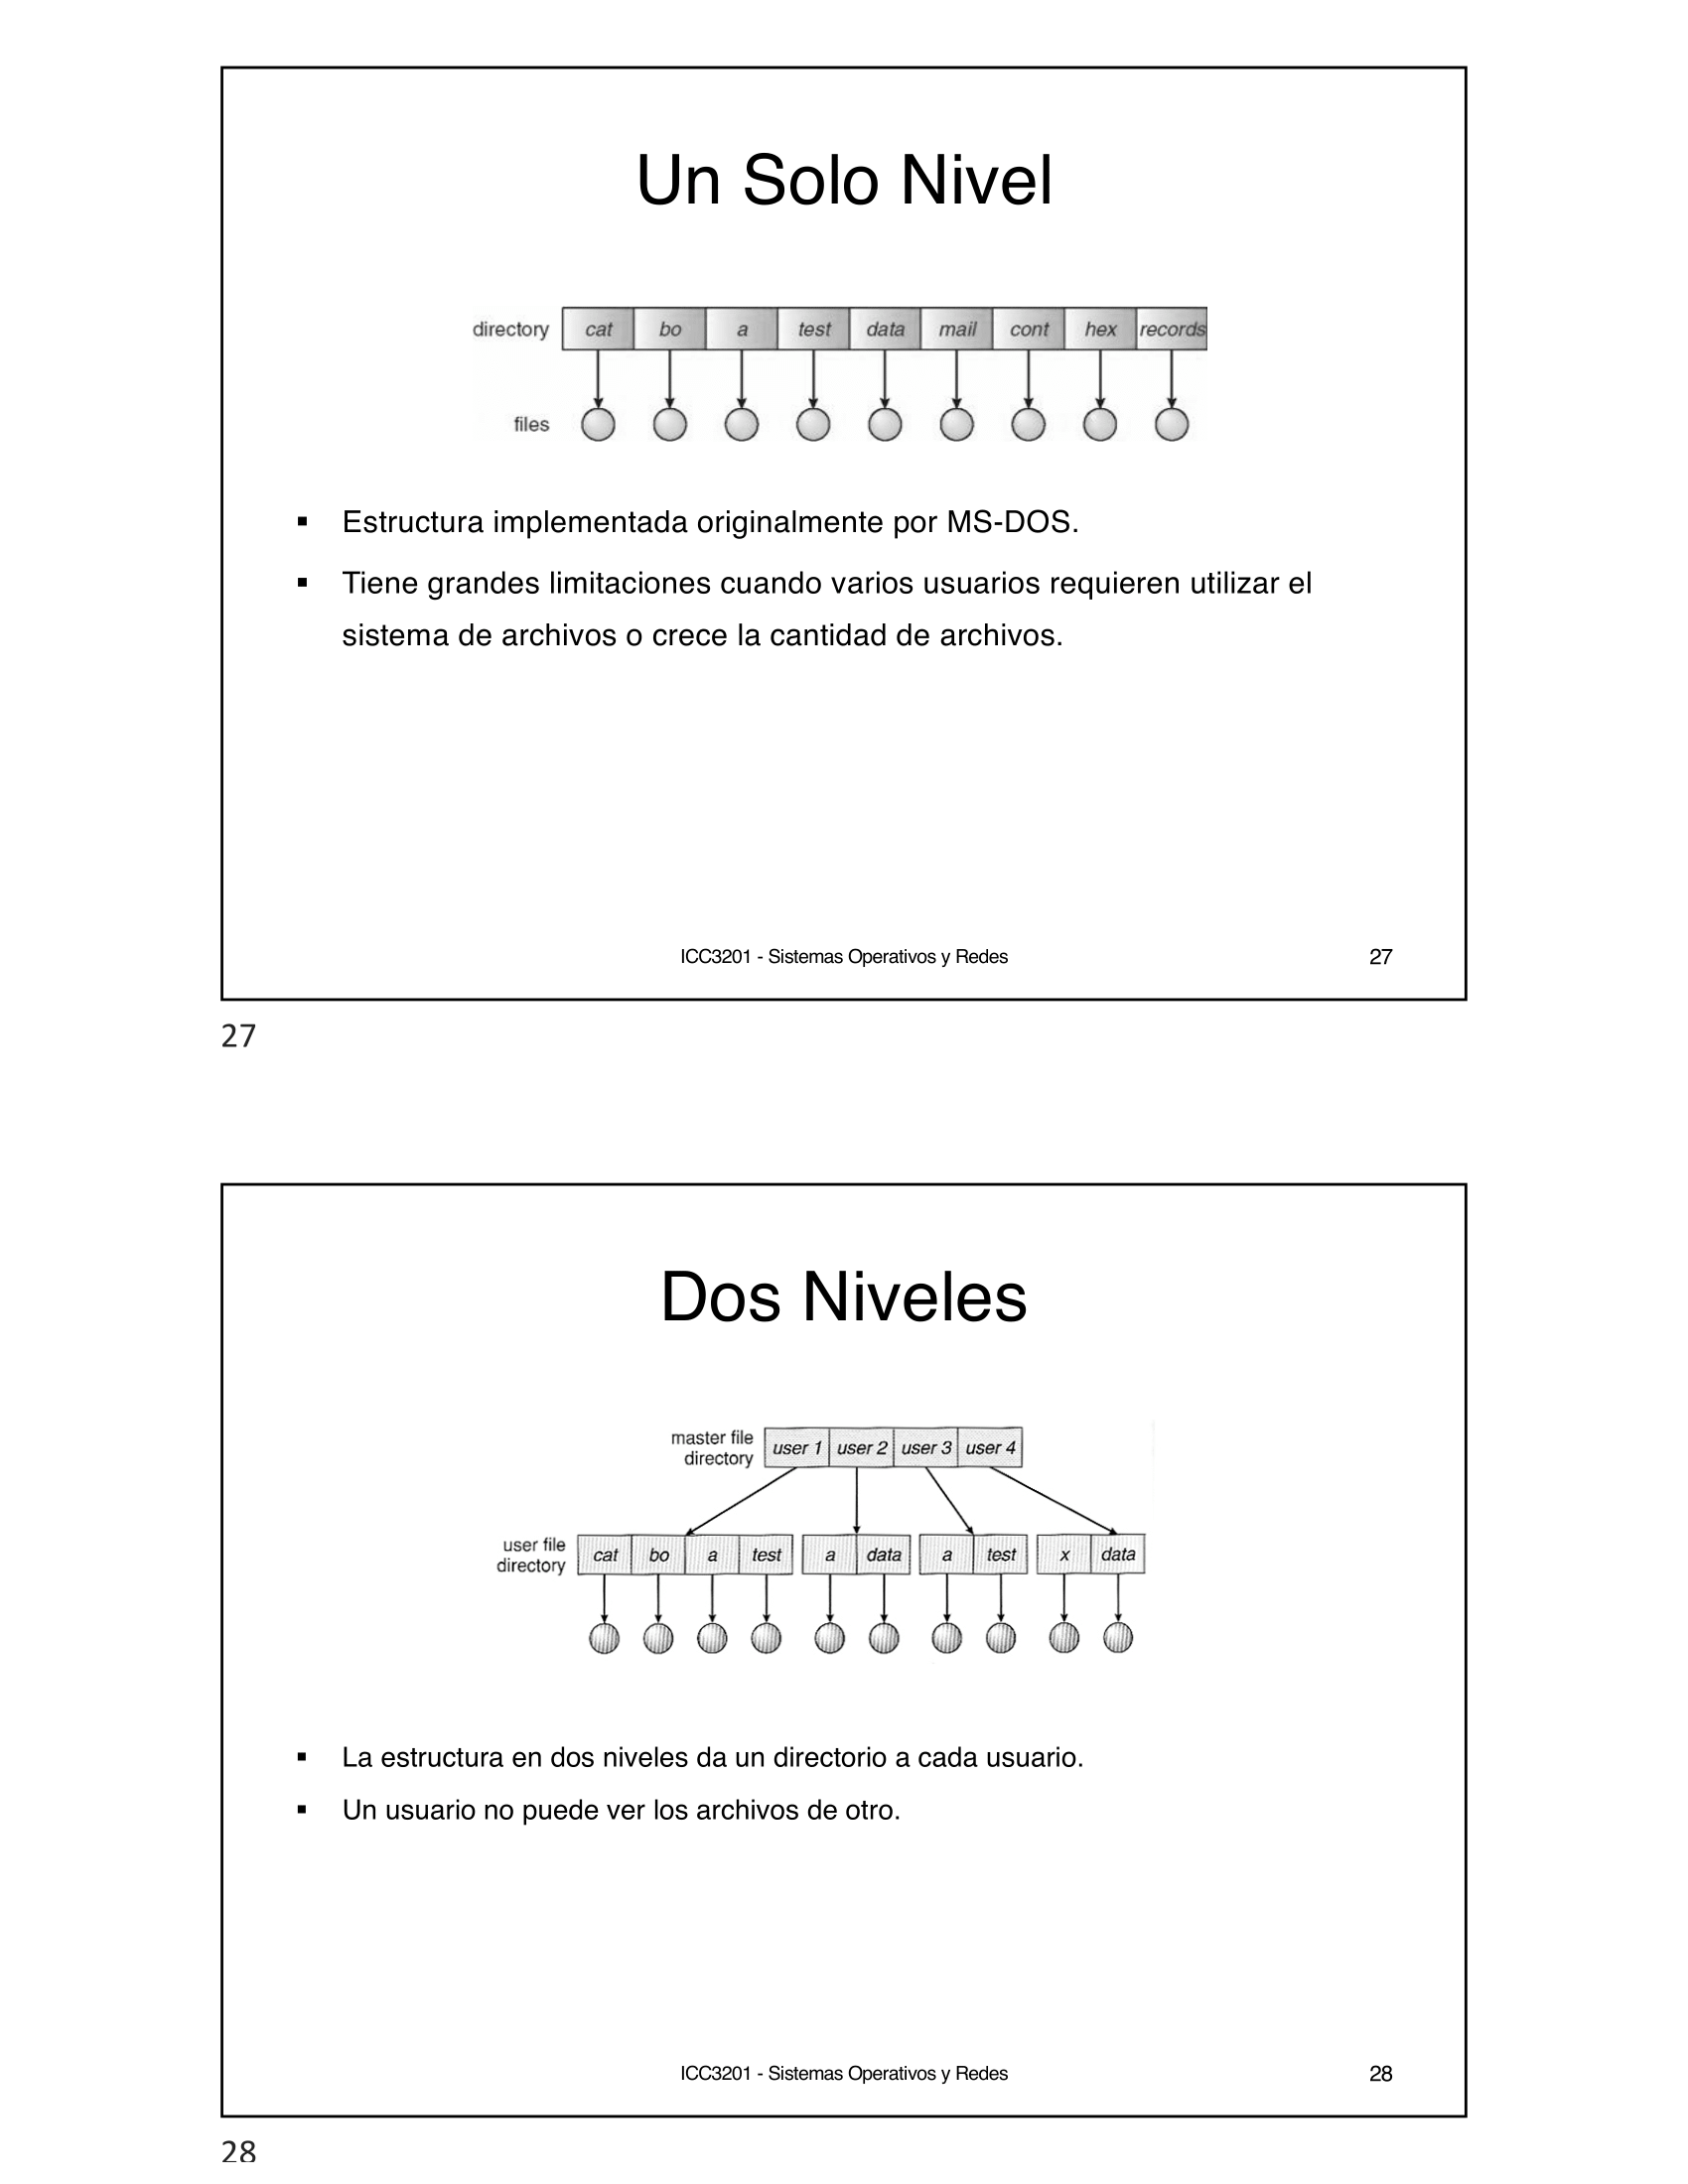 Un Solo Nivel
directory cat bo a test data mail cont hex records
files
▪ Estructura implementada originalmente por MS-DOS.
▪ Tiene grandes limitaciones cuando varios usuarios requieren utilizar el
sistema de archivos o crece la cantidad de archivos.
ICC3201 - Sistemas Operativos y Redes 27
27
Dos Niveles
master file
directory user 1 user 2 user 3 user 4
user file
directory cat bo a test a data a test x data
▪ La estructura en dos niveles da un directorio a cada usuario.
▪ Un usuario no puede ver los archivos de otro.
ICC3201 - Sistemas Operativos y Redes 28
28